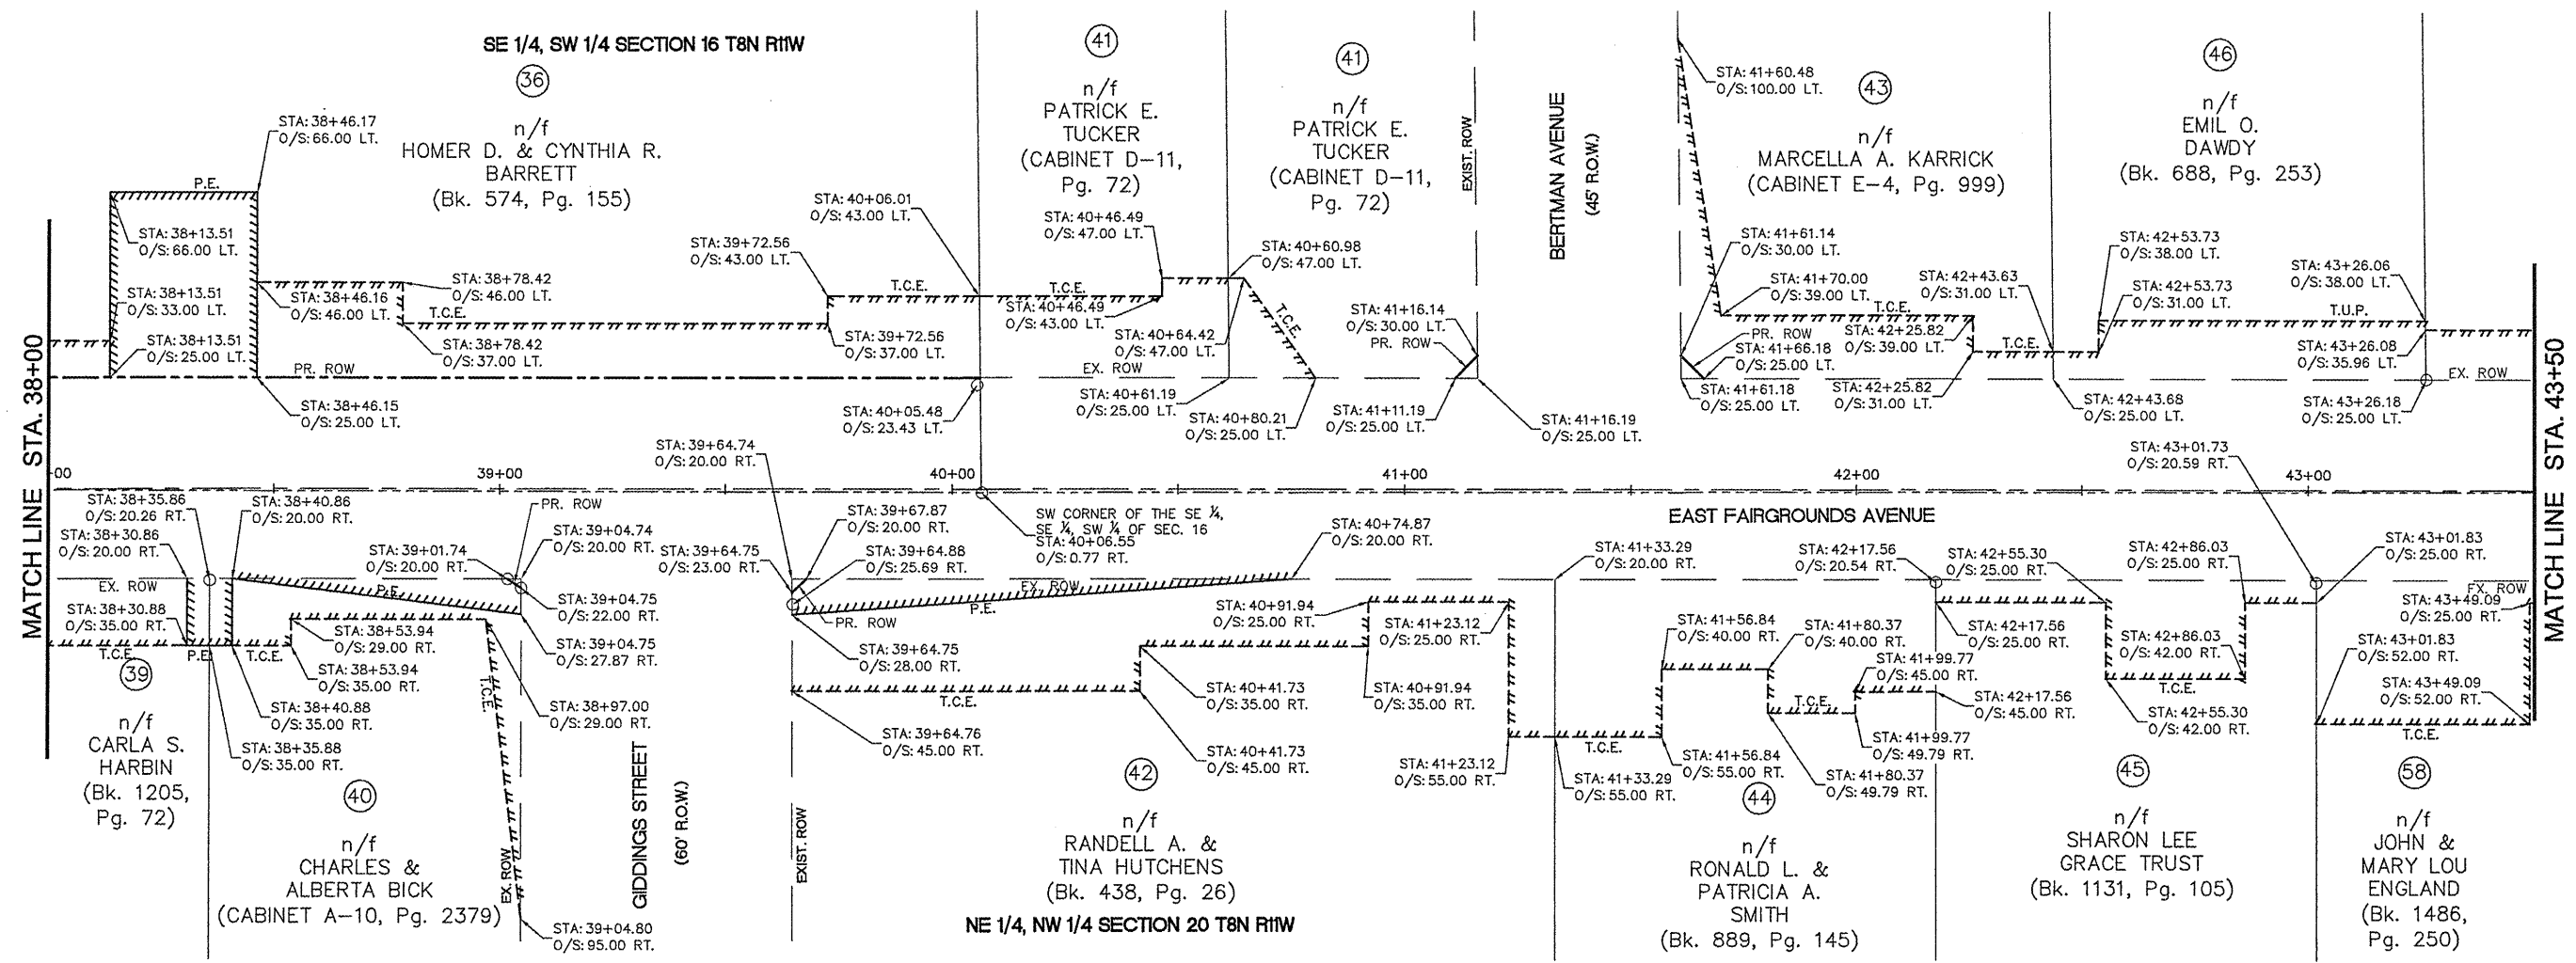 SE 1/4, SW 1/4 SECTION 16 T8N R11W
36
n/f
HOMER D. & CYNTHIA R.
BARRETT
(Bk. 574, Pg. 155)
41
n/f
PATRICK E.
TUCKER
(CABINET D-11,
Pg. 72)
41
n/f
PATRICK E.
TUCKER
(CABINET D-11,
Pg. 72)
EXIST. ROW
BERTMAN AVENUE
(45' R.O.W.)
43
n/f
MARCELLA A. KARRICK
(CABINET E-4, Pg. 999)
46
n/f
EMIL O.
DAWDY
(Bk. 688, Pg. 253)
MATCH LINE STA. 38+00
STA: 38+46.17
O/S: 66.00 LT.
P.E.
STA: 38+13.51
O/S: 66.00 LT.
STA: 38+13.51
O/S: 33.00 LT.
STA: 38+13.51
O/S: 25.00 LT.
STA: 38+46.16
O/S: 46.00 LT.
STA: 38+78.42
O/S: 46.00 LT.
T.C.E.
STA: 38+78.42
O/S: 37.00 LT.
PR. ROW
STA: 38+46.15
O/S: 25.00 LT.
STA: 39+72.56
O/S: 43.00 LT.
STA: 40+06.01
O/S: 43.00 LT.
T.C.E.
STA: 39+72.56
O/S: 37.00 LT.
STA: 40+05.48
O/S: 23.43 LT.
STA: 40+46.49
O/S: 47.00 LT.
T.C.E.
STA: 40+46.49
O/S: 43.00 LT.
STA: 40+60.98
O/S: 47.00 LT.
STA: 40+64.42
O/S: 47.00 LT.
T.C.E.
EX. ROW
STA: 40+61.19
O/S: 25.00 LT.
STA: 40+80.21
O/S: 25.00 LT.
STA: 41+16.14
O/S: 30.00 LT.
PR. ROW
STA: 41+11.19
O/S: 25.00 LT.
STA: 41+16.19
O/S: 25.00 LT.
STA: 41+60.48
O/S: 100.00 LT.
STA: 41+61.14
O/S: 30.00 LT.
STA: 41+70.00
O/S: 39.00 LT.
PR. ROW
STA: 41+66.18
O/S: 25.00 LT.
STA: 41+61.18
O/S: 25.00 LT.
T.C.E.
STA: 42+25.82
O/S: 39.00 LT.
STA: 42+25.82
O/S: 31.00 LT.
STA: 42+43.63
O/S: 31.00 LT.
T.C.E.
STA: 42+43.68
O/S: 25.00 LT.
STA: 42+53.73
O/S: 38.00 LT.
STA: 42+53.73
O/S: 31.00 LT.
STA: 43+26.06
O/S: 38.00 LT.
T.U.P.
STA: 43+26.08
O/S: 35.96 LT.
EX. ROW
STA: 43+26.18
O/S: 25.00 LT.
MATCH LINE STA. 43+50
00
39+00
40+00
41+00
42+00
43+00
EAST FAIRGROUNDS AVENUE
SW CORNER OF THE SE ¼,
SE ¼, SW ¼ OF SEC. 16
STA: 40+06.55
O/S: 0.77 RT.
STA: 38+35.86
O/S: 20.26 RT.
STA: 38+30.86
O/S: 20.00 RT.
EX. ROW
STA: 38+30.88
O/S: 35.00 RT.
T.C.E.
P.E.
T.C.E.
STA: 38+40.86
O/S: 20.00 RT.
P.E.
STA: 38+53.94
O/S: 29.00 RT.
STA: 38+53.94
O/S: 35.00 RT.
STA: 38+40.88
O/S: 35.00 RT.
STA: 38+35.88
O/S: 35.00 RT.
STA: 39+01.74
O/S: 20.00 RT.
PR. ROW
STA: 39+04.74
O/S: 20.00 RT.
STA: 39+04.75
O/S: 22.00 RT.
STA: 39+04.75
O/S: 27.87 RT.
T.C.E.
STA: 38+97.00
O/S: 29.00 RT.
EX. ROW
STA: 39+04.80
O/S: 95.00 RT.
GIDDINGS STREET
(60' R.O.W.)
STA: 39+64.74
O/S: 20.00 RT.
STA: 39+64.75
O/S: 23.00 RT.
STA: 39+67.87
O/S: 20.00 RT.
STA: 39+64.88
O/S: 25.69 RT.
PR. ROW
STA: 39+64.75
O/S: 28.00 RT.
STA: 39+64.76
O/S: 45.00 RT.
EXIST. ROW
P.E.
EX. ROW
T.C.E.
STA: 40+74.87
O/S: 20.00 RT.
STA: 40+91.94
O/S: 25.00 RT.
STA: 40+41.73
O/S: 35.00 RT.
STA: 40+41.73
O/S: 45.00 RT.
STA: 40+91.94
O/S: 35.00 RT.
STA: 41+23.12
O/S: 25.00 RT.
STA: 41+23.12
O/S: 55.00 RT.
STA: 41+33.29
O/S: 20.00 RT.
T.C.E.
STA: 41+33.29
O/S: 55.00 RT.
STA: 41+56.84
O/S: 40.00 RT.
STA: 41+56.84
O/S: 55.00 RT.
STA: 41+80.37
O/S: 40.00 RT.
T.C.E.
STA: 41+80.37
O/S: 49.79 RT.
STA: 41+99.77
O/S: 45.00 RT.
STA: 41+99.77
O/S: 49.79 RT.
STA: 42+17.56
O/S: 20.54 RT.
STA: 42+17.56
O/S: 25.00 RT.
STA: 42+17.56
O/S: 45.00 RT.
STA: 42+55.30
O/S: 25.00 RT.
STA: 42+55.30
O/S: 42.00 RT.
STA: 42+86.03
O/S: 25.00 RT.
STA: 42+86.03
O/S: 42.00 RT.
T.C.E.
STA: 43+01.73
O/S: 20.59 RT.
STA: 43+01.83
O/S: 25.00 RT.
EX. ROW
STA: 43+49.09
O/S: 25.00 RT.
STA: 43+01.83
O/S: 52.00 RT.
STA: 43+49.09
O/S: 52.00 RT.
T.C.E.
39
n/f
CARLA S.
HARBIN
(Bk. 1205,
Pg. 72)
40
n/f
CHARLES &
ALBERTA BICK
(CABINET A-10, Pg. 2379)
42
n/f
RANDELL A. &
TINA HUTCHENS
(Bk. 438, Pg. 26)
NE 1/4, NW 1/4 SECTION 20 T8N R11W
44
n/f
RONALD L. &
PATRICIA A.
SMITH
(Bk. 889, Pg. 145)
45
n/f
SHARON LEE
GRACE TRUST
(Bk. 1131, Pg. 105)
58
n/f
JOHN &
MARY LOU
ENGLAND
(Bk. 1486,
Pg. 250)